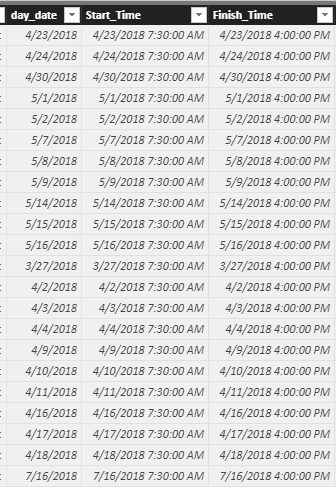 day_date Start_Time Finish_Time
4/23/2018 4/23/2018 7:30:00 AM 4/23/2018 4:00:00 PM
4/24/2018 4/24/2018 7:30:00 AM 4/24/2018 4:00:00 PM
4/30/2018 4/30/2018 7:30:00 AM 4/30/2018 4:00:00 PM
5/1/2018 5/1/2018 7:30:00 AM 5/1/2018 4:00:00 PM
5/2/2018 5/2/2018 7:30:00 AM 5/2/2018 4:00:00 PM
5/7/2018 5/7/2018 7:30:00 AM 5/7/2018 4:00:00 PM
5/8/2018 5/8/2018 7:30:00 AM 5/8/2018 4:00:00 PM
5/9/2018 5/9/2018 7:30:00 AM 5/9/2018 4:00:00 PM
5/14/2018 5/14/2018 7:30:00 AM 5/14/2018 4:00:00 PM
5/15/2018 5/15/2018 7:30:00 AM 5/15/2018 4:00:00 PM
5/16/2018 5/16/2018 7:30:00 AM 5/16/2018 4:00:00 PM
3/27/2018 3/27/2018 7:30:00 AM 3/27/2018 4:00:00 PM
4/2/2018 4/2/2018 7:30:00 AM 4/2/2018 4:00:00 PM
4/3/2018 4/3/2018 7:30:00 AM 4/3/2018 4:00:00 PM
4/4/2018 4/4/2018 7:30:00 AM 4/4/2018 4:00:00 PM
4/9/2018 4/9/2018 7:30:00 AM 4/9/2018 4:00:00 PM
4/10/2018 4/10/2018 7:30:00 AM 4/10/2018 4:00:00 PM
4/11/2018 4/11/2018 7:30:00 AM 4/11/2018 4:00:00 PM
4/16/2018 4/16/2018 7:30:00 AM 4/16/2018 4:00:00 PM
4/17/2018 4/17/2018 7:30:00 AM 4/17/2018 4:00:00 PM
4/18/2018 4/18/2018 7:30:00 AM 4/18/2018 4:00:00 PM
7/16/2018 7/16/2018 7:30:00 AM 7/16/2018 4:00:00 PM